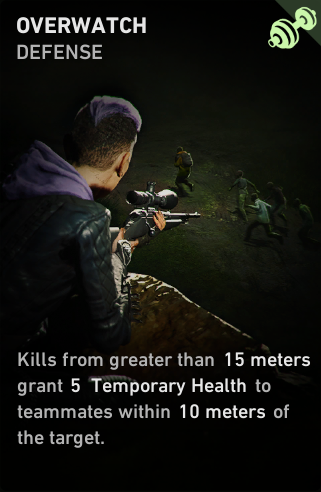 OVERWATCH
DEFENSE
Kills from greater than 15 meters
grant 5 Temporary Health to
teammates within 10 meters of
the target.